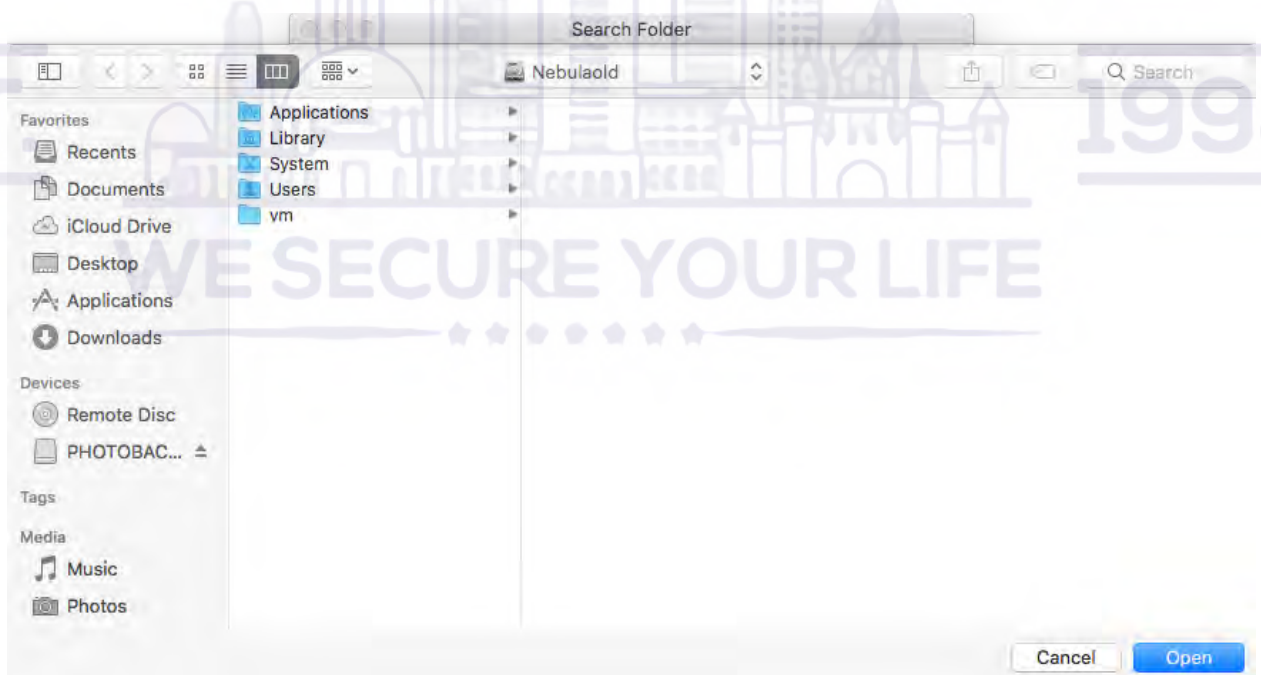 Search Folder
Nebulaold
Search
Favorites
Recents
Documents
iCloud Drive
Desktop
Applications
Downloads
Devices
Remote Disc
PHOTOBAC...
Tags
Media
Music
Photos
Applications
Library
System
Users
vm
199
WE SECURE YOUR LIFE
Cancel
Open